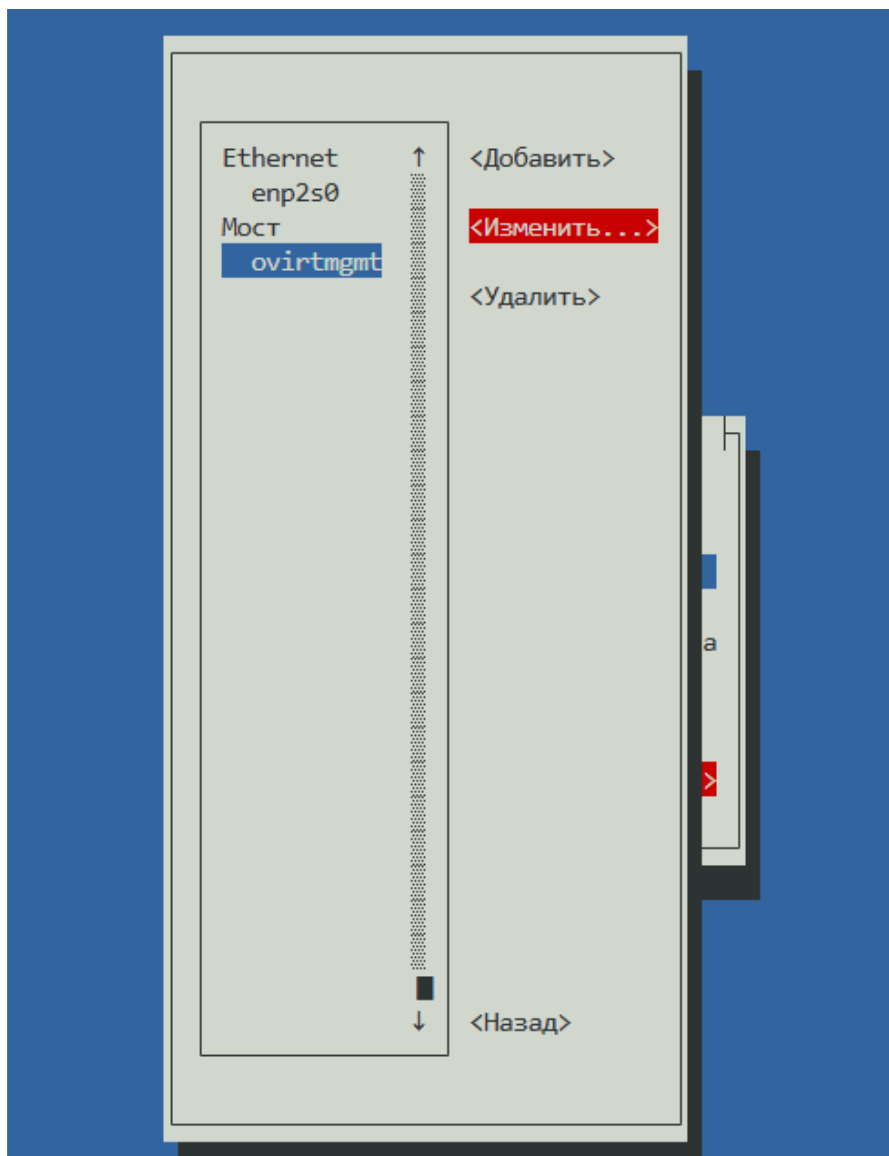 Ethernet ↑ <Добавить>
enp2s0
Мост <Изменить...>
ovirtmgmt
<Удалить>
а
>
↓ <Назад>